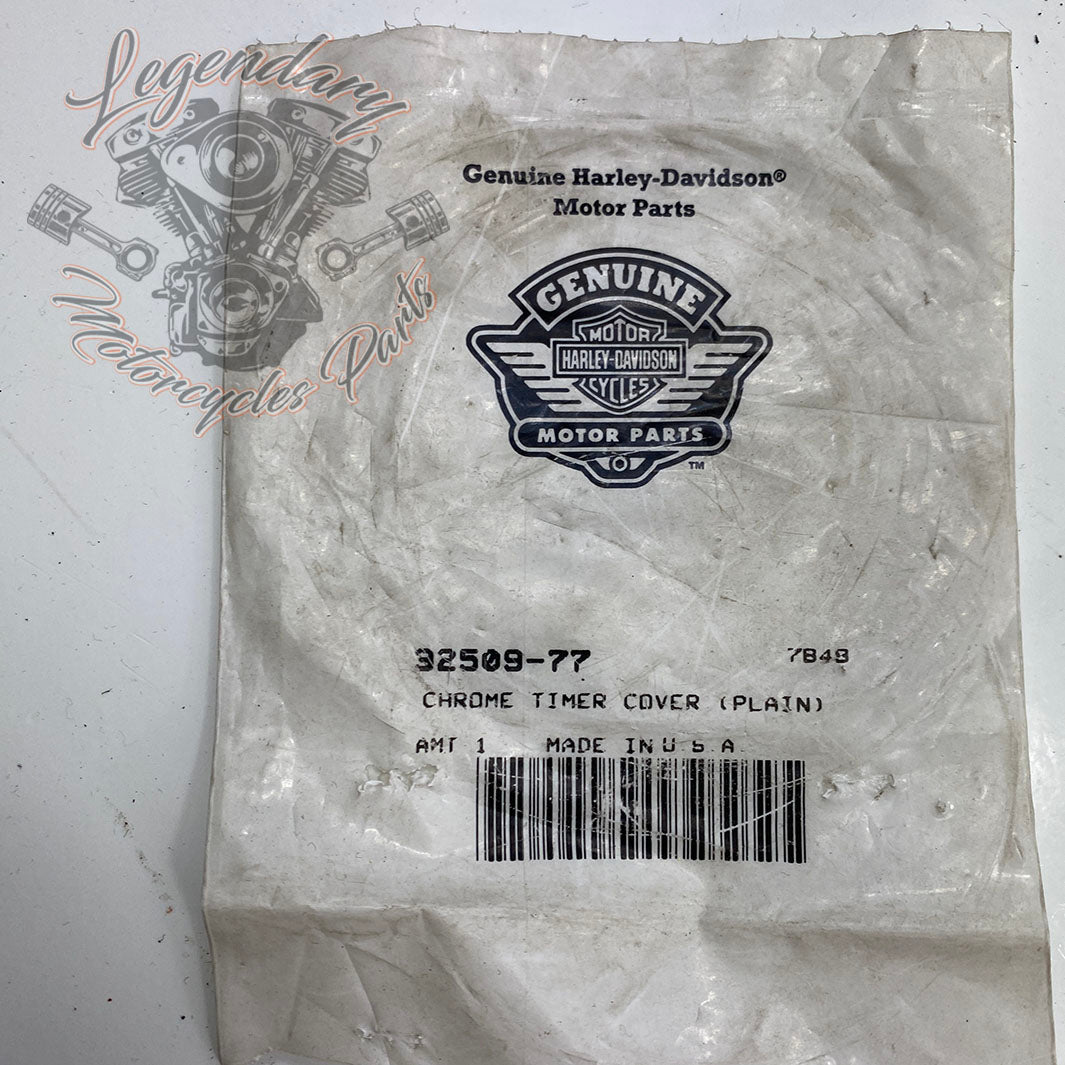 Legendary
Motorcycles Parts
Genuine Harley-Davidson®
Motor Parts
GENUINE
MOTOR
HARLEY-DAVIDSON
CYCLES
MOTOR PARTS
TM
32509-77 7848
CHROME TIMER COVER (PLAIN)
AMT 1 MADE IN U S A